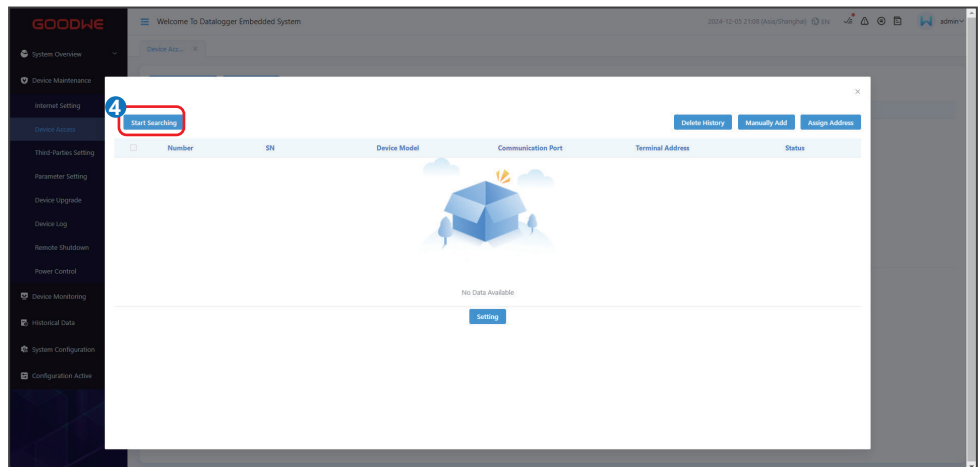 GOODWE
Welcome To Datalogger Embedded System
2024-12-03 21:06 (Asia/Shanghai) EN admin
System Overview
Device Acc... ×
Device Maintenance
Internet Setting
Device Access
Third-Parties Setting
Parameter Setting
Device Upgrade
Device Log
Remote Shutdown
Power Control
Device Monitoring
Historical Data
System Configuration
Configuration Active
×
4
Start Searching
Delete History Manually Add Assign Address
Number SN Device Model Communication Port Terminal Address Status
No Data Available
Setting